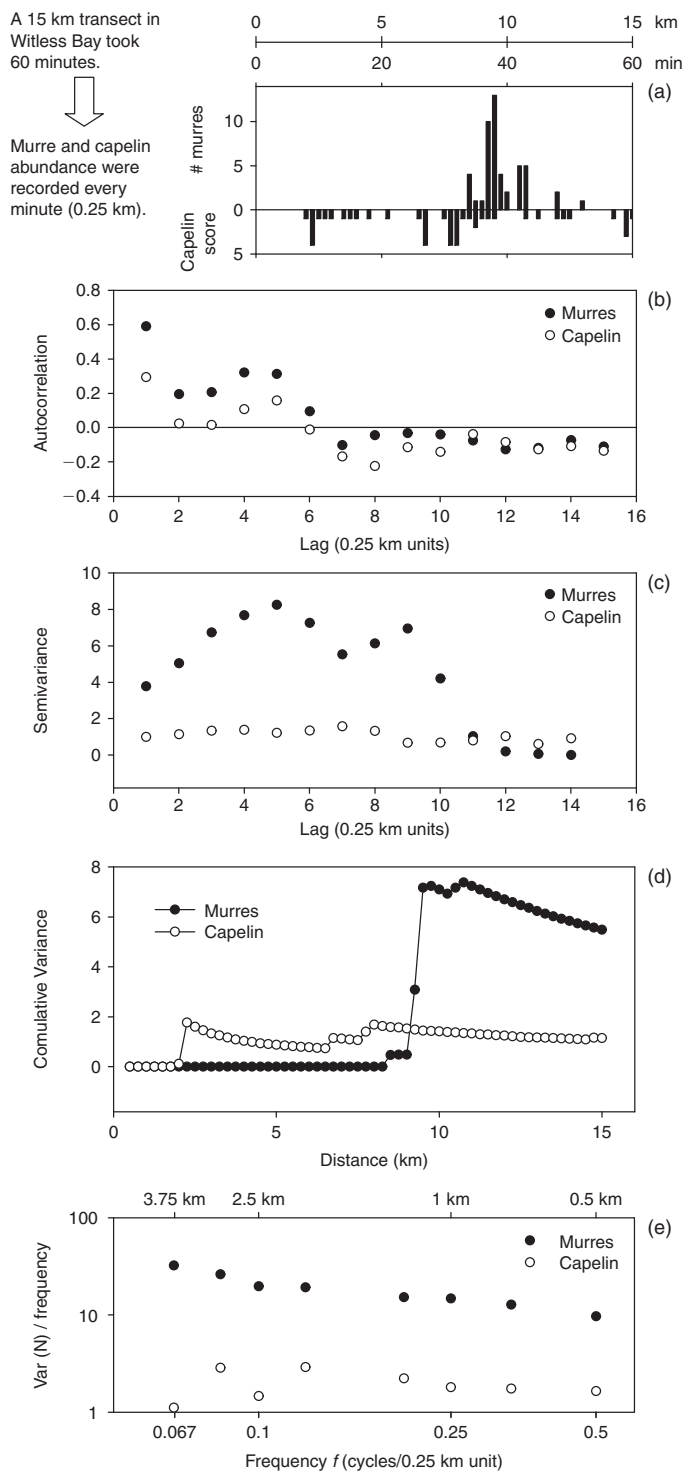 A 15 km transect in
Witless Bay took
60 minutes.
Murre and capelin
abundance were
recorded every
minute (0.25 km).
0 5 10 15 km
0 20 40 60 min
(a)
# murres
Capelin
score
10
5
0
5
(b)
Autocorrelation
0.8
0.6
0.4
0.2
0.0
−0.2
−0.4
Murres
Capelin
0 2 4 6 8 10 12 14 16
Lag (0.25 km units)
(c)
Semivariance
10
8
6
4
2
0
Murres
Capelin
0 2 4 6 8 10 12 14 16
Lag (0.25 km units)
(d)
Comulative Variance
8
6
4
2
0
Murres
Capelin
5 10 15
Distance (km)
3.75 km 2.5 km 1 km 0.5 km
(e)
Var (N) / frequency
100
10
1
Murres
Capelin
0.067 0.1 0.25 0.5
Frequency f (cycles/0.25 km unit)